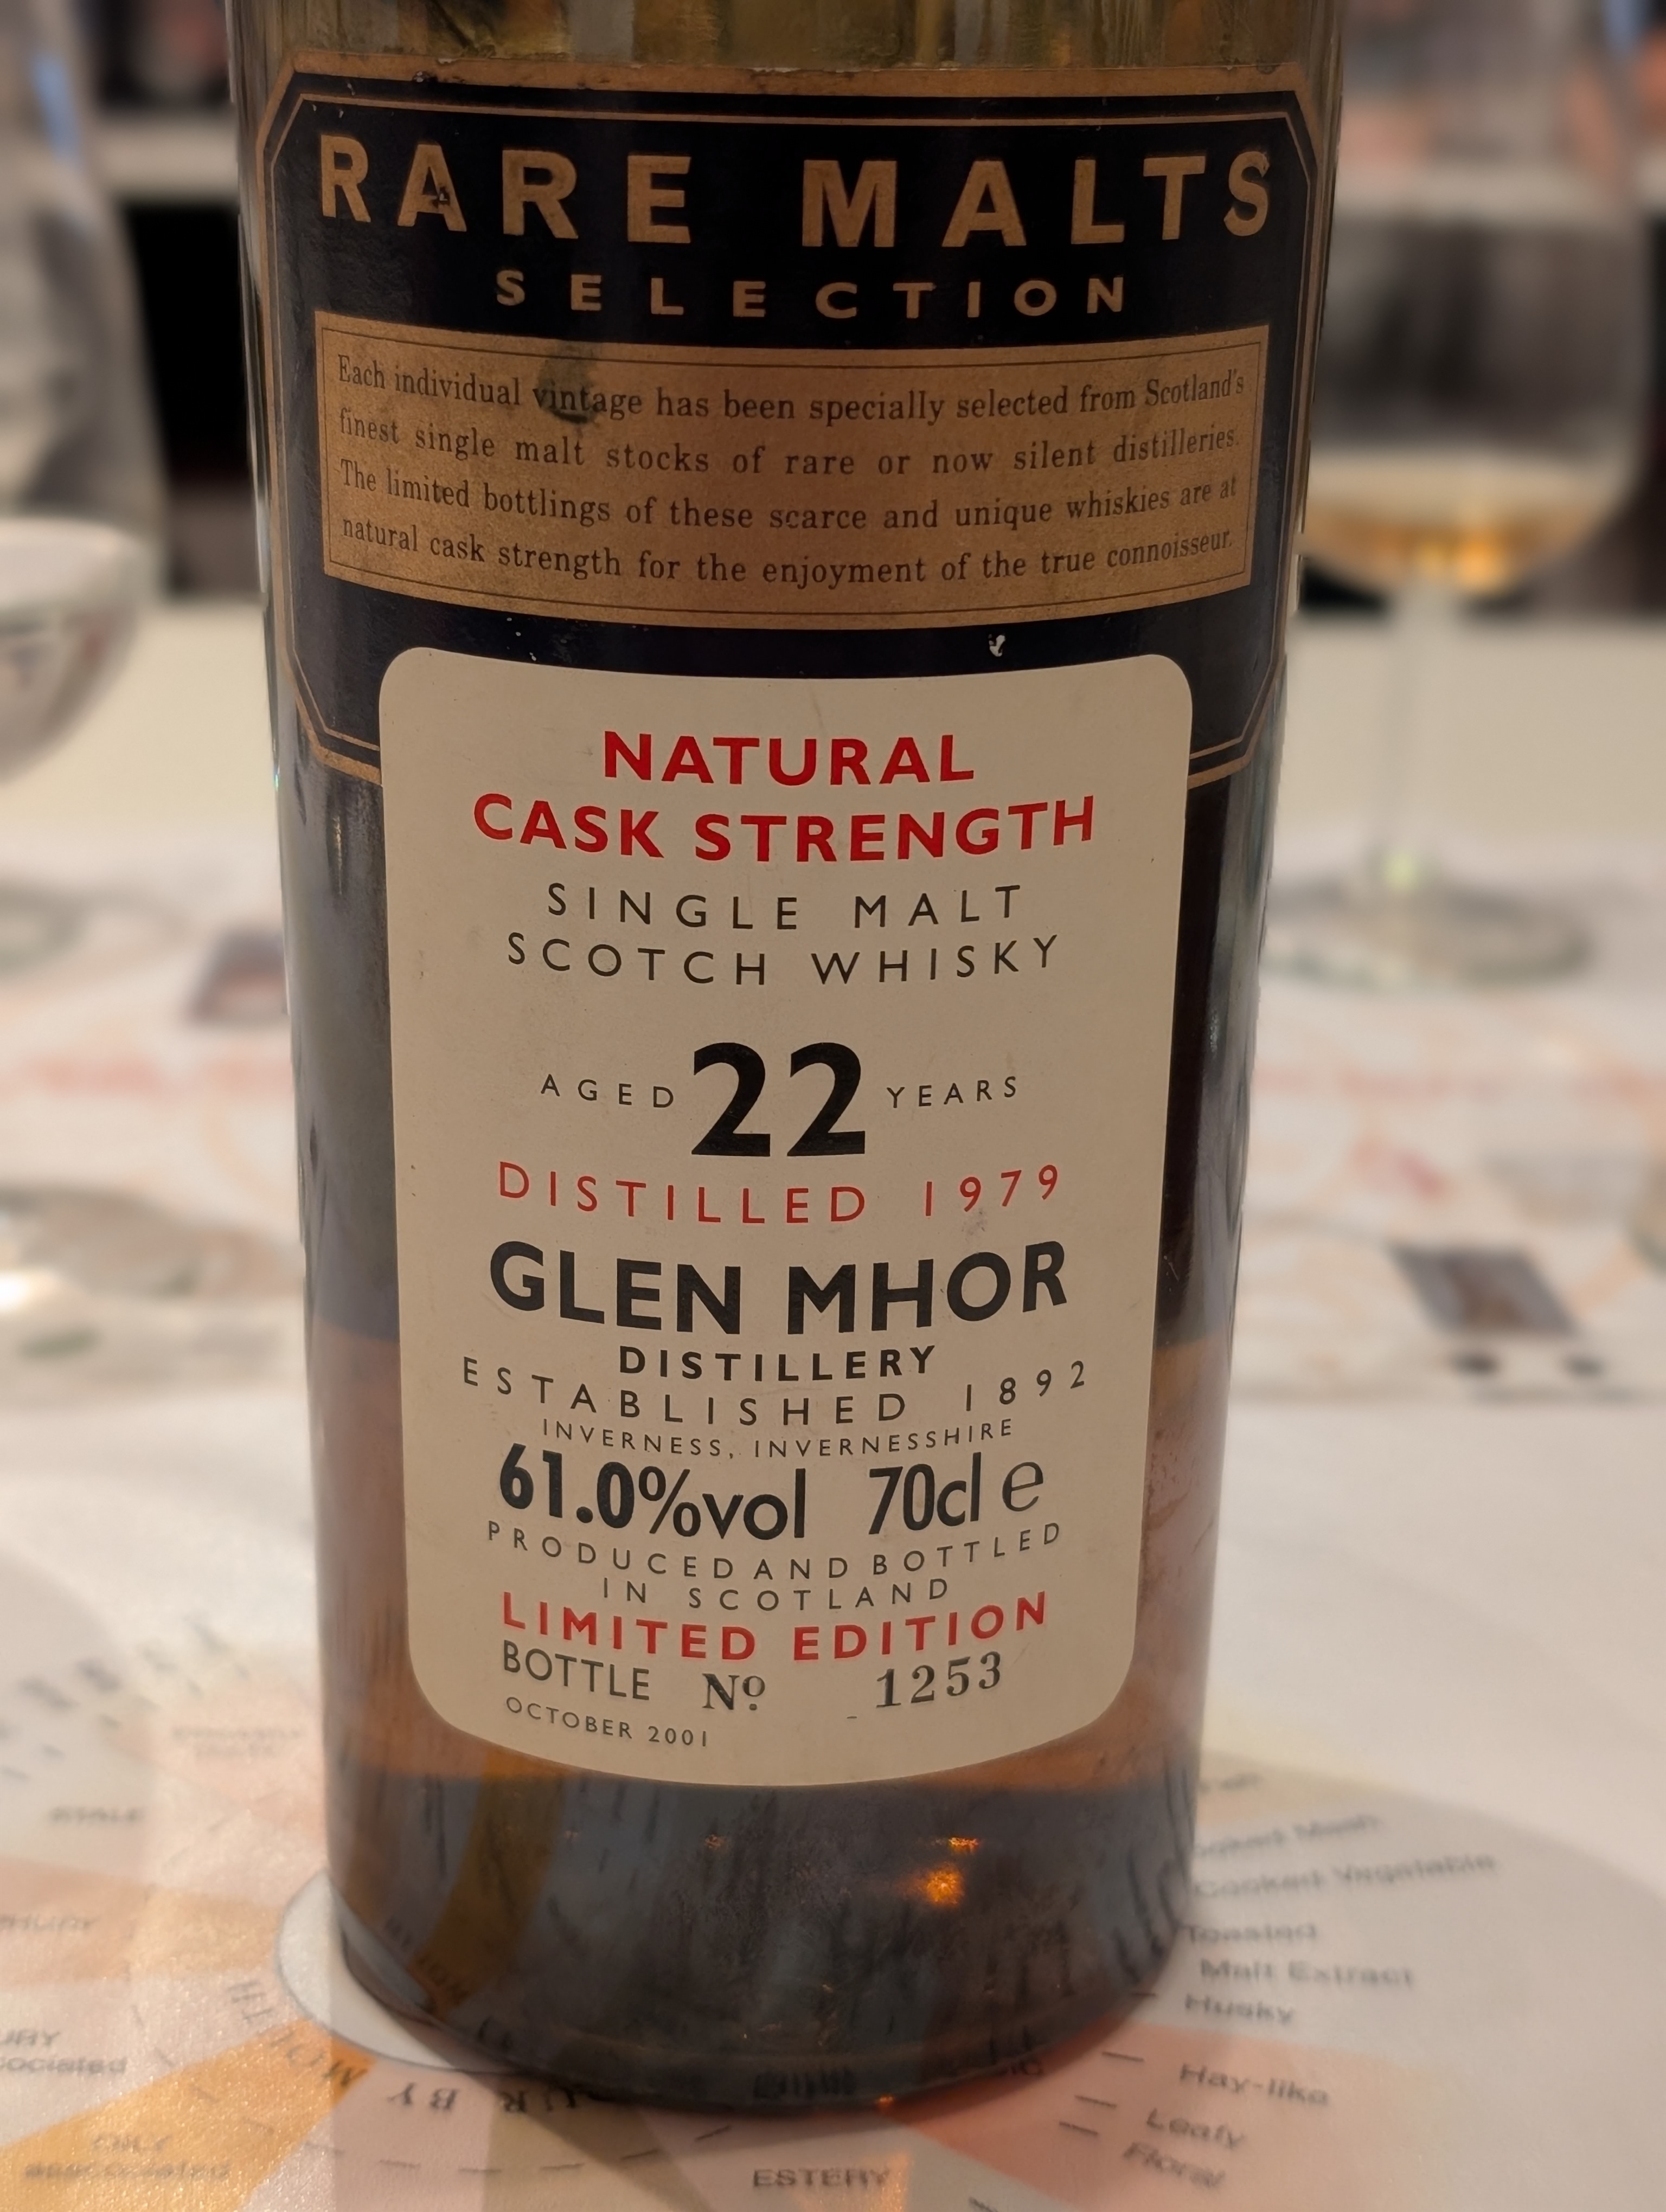 RARE MALTS
SELECTION
Each individual vintage has been specially selected from Scotland's
finest single malt stocks of rare or now silent distilleries.
The limited bottlings of these scarce and unique whiskies are at
natural cask strength for the enjoyment of the true connoisseur.
NATURAL
CASK STRENGTH
SINGLE MALT
SCOTCH WHISKY
AGED 22 YEARS
DISTILLED 1979
GLEN MHOR
DISTILLERY
ESTABLISHED 1892
INVERNESS, INVERNESSHIRE
61.0%vol 70cl e
PRODUCED AND BOTTLED
IN SCOTLAND
LIMITED EDITION
BOTTLE Nº 1253
OCTOBER 2001
Cooked Mash
Cooked Vegetable
Toasted
Malt Extract
Husky
Hay-like
Leafy
Floral
ESTERY